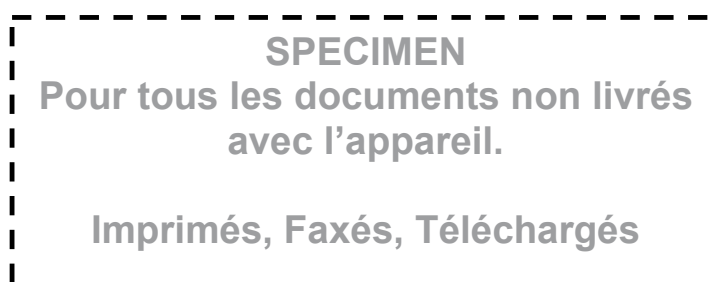 SPECIMEN
Pour tous les documents non livrés
avec l’appareil.
Imprimés, Faxés, Téléchargés